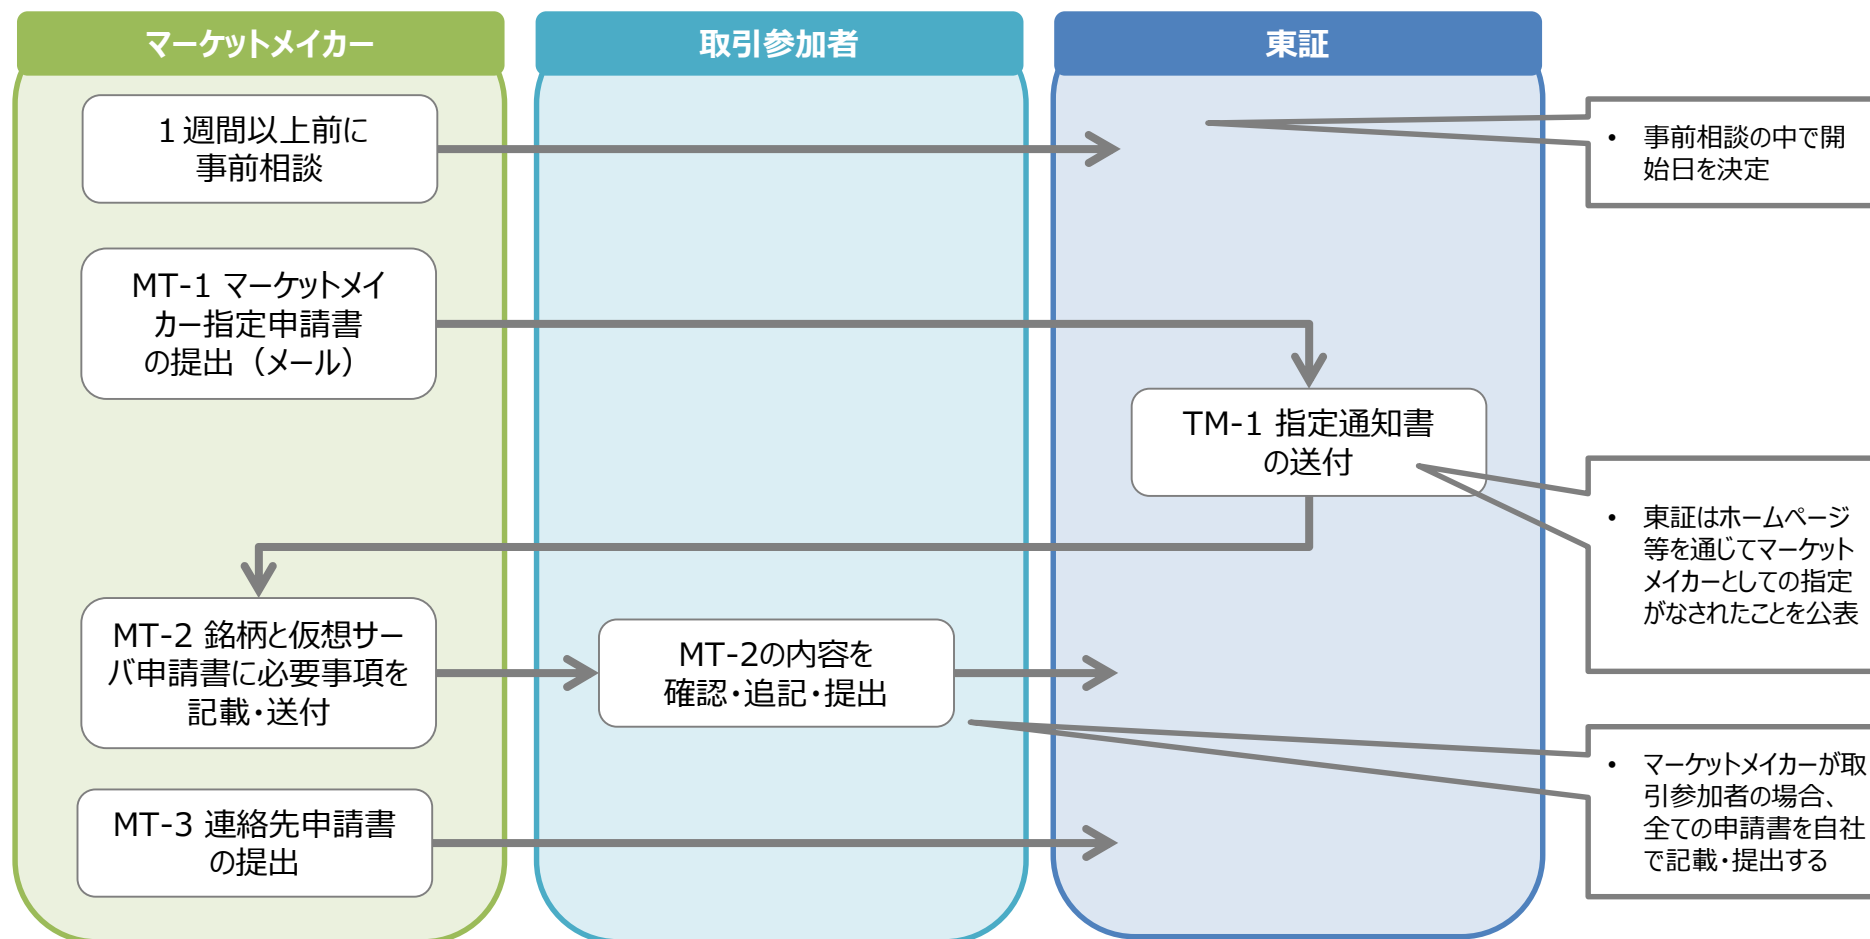 マーケットメイカー
取引参加者
東証
１週間以上前に
事前相談
• 事前相談の中で開
始日を決定
MT-1 マーケットメイ
カー指定申請書
の提出（メール）
TM-1 指定通知書
の送付
• 東証はホームページ
等を通じてマーケット
メイカーとしての指定
がなされたことを公表
MT-2 銘柄と仮想サー
バ申請書に必要事項を
記載・送付
MT-2の内容を
確認・追記・提出
• マーケットメイカーが取
引参加者の場合、
全ての申請書を自社
で記載・提出する
MT-3 連絡先申請書
の提出